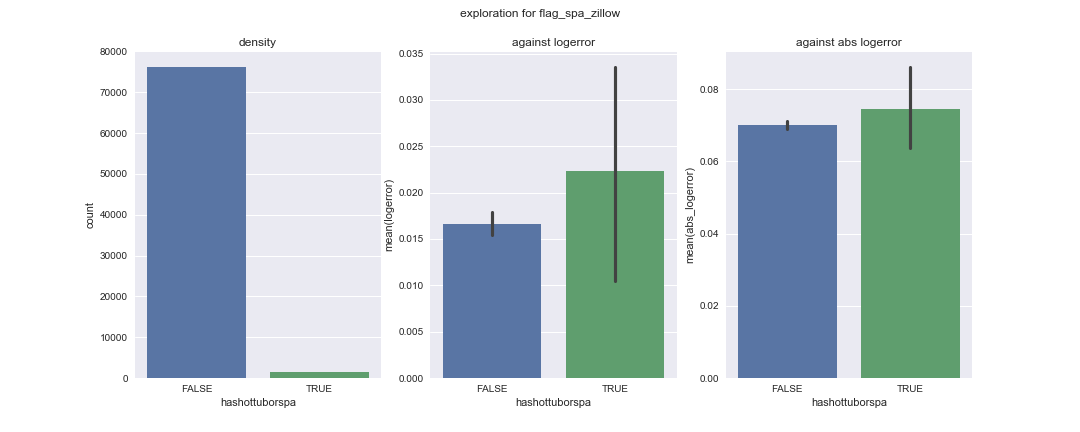 exploration for flag_spa_zillow
density
80000
70000
60000
50000
40000
30000
20000
10000
0
count
FALSE TRUE
hashottuborspa
against logerror
0.035
0.030
0.025
0.020
0.015
0.010
0.005
0.000
mean(logerror)
FALSE TRUE
hashottuborspa
against abs logerror
0.08
0.06
0.04
0.02
0.00
mean(abs_logerror)
FALSE TRUE
hashottuborspa